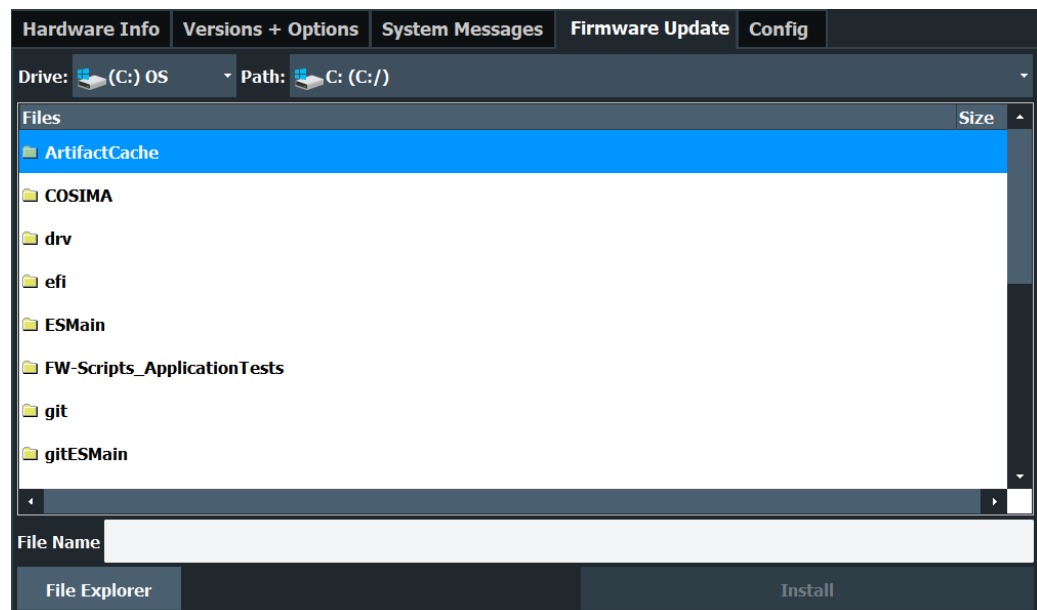 Hardware Info Versions + Options System Messages Firmware Update Config
Drive: (C:) OS Path: C: (C:/)
Files Size
ArtifactCache
COSIMA
drv
efi
ESMain
FW-Scripts_ApplicationTests
git
gitESMain
File Name
File Explorer Install